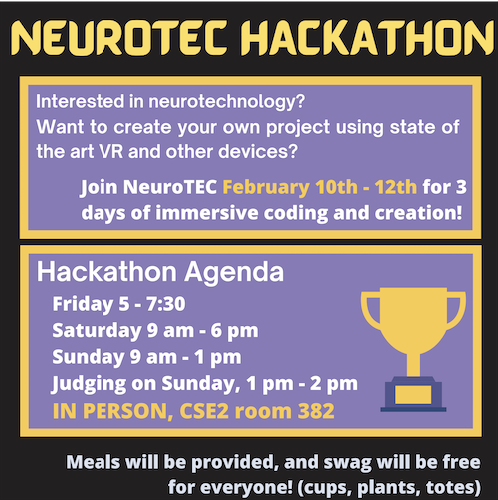 NEUROTEC HACKATHON
Interested in neurotechnology?
Want to create your own project using state of
the art VR and other devices?
Join NeuroTEC February 10th - 12th for 3
days of immersive coding and creation!
Hackathon Agenda
Friday 5 - 7:30
Saturday 9 am - 6 pm
Sunday 9 am - 1 pm
Judging on Sunday, 1 pm - 2 pm
IN PERSON, CSE2 room 382
Meals will be provided, and swag will be free
for everyone! (cups, plants, totes)